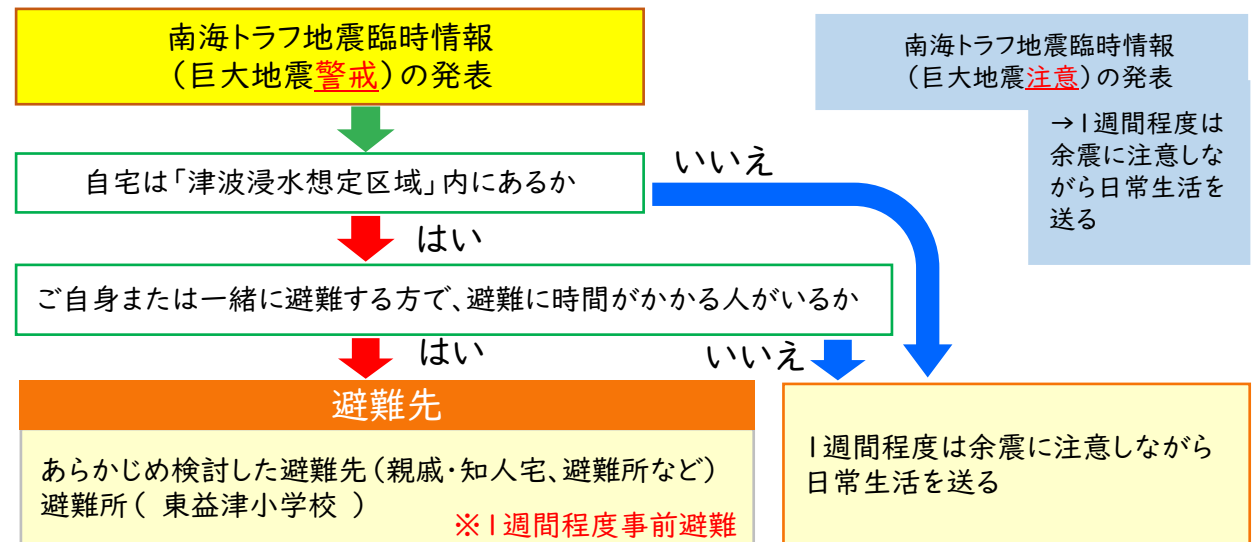 南海トラフ地震臨時情報
(巨大地震警戒)の発表
南海トラフ地震臨時情報
(巨大地震注意)の発表
→1週間程度は
余震に注意しな
がら日常生活を
送る
自宅は「津波浸水想定区域」内にあるか
いいえ
はい
ご自身または一緒に避難する方で、避難に時間がかかる人がいるか
はい
いいえ
避難先
あらかじめ検討した避難先(親戚・知人宅、避難所など)
避難所( 東益津小学校 )
※1週間程度事前避難
1週間程度は余震に注意しながら
日常生活を送る